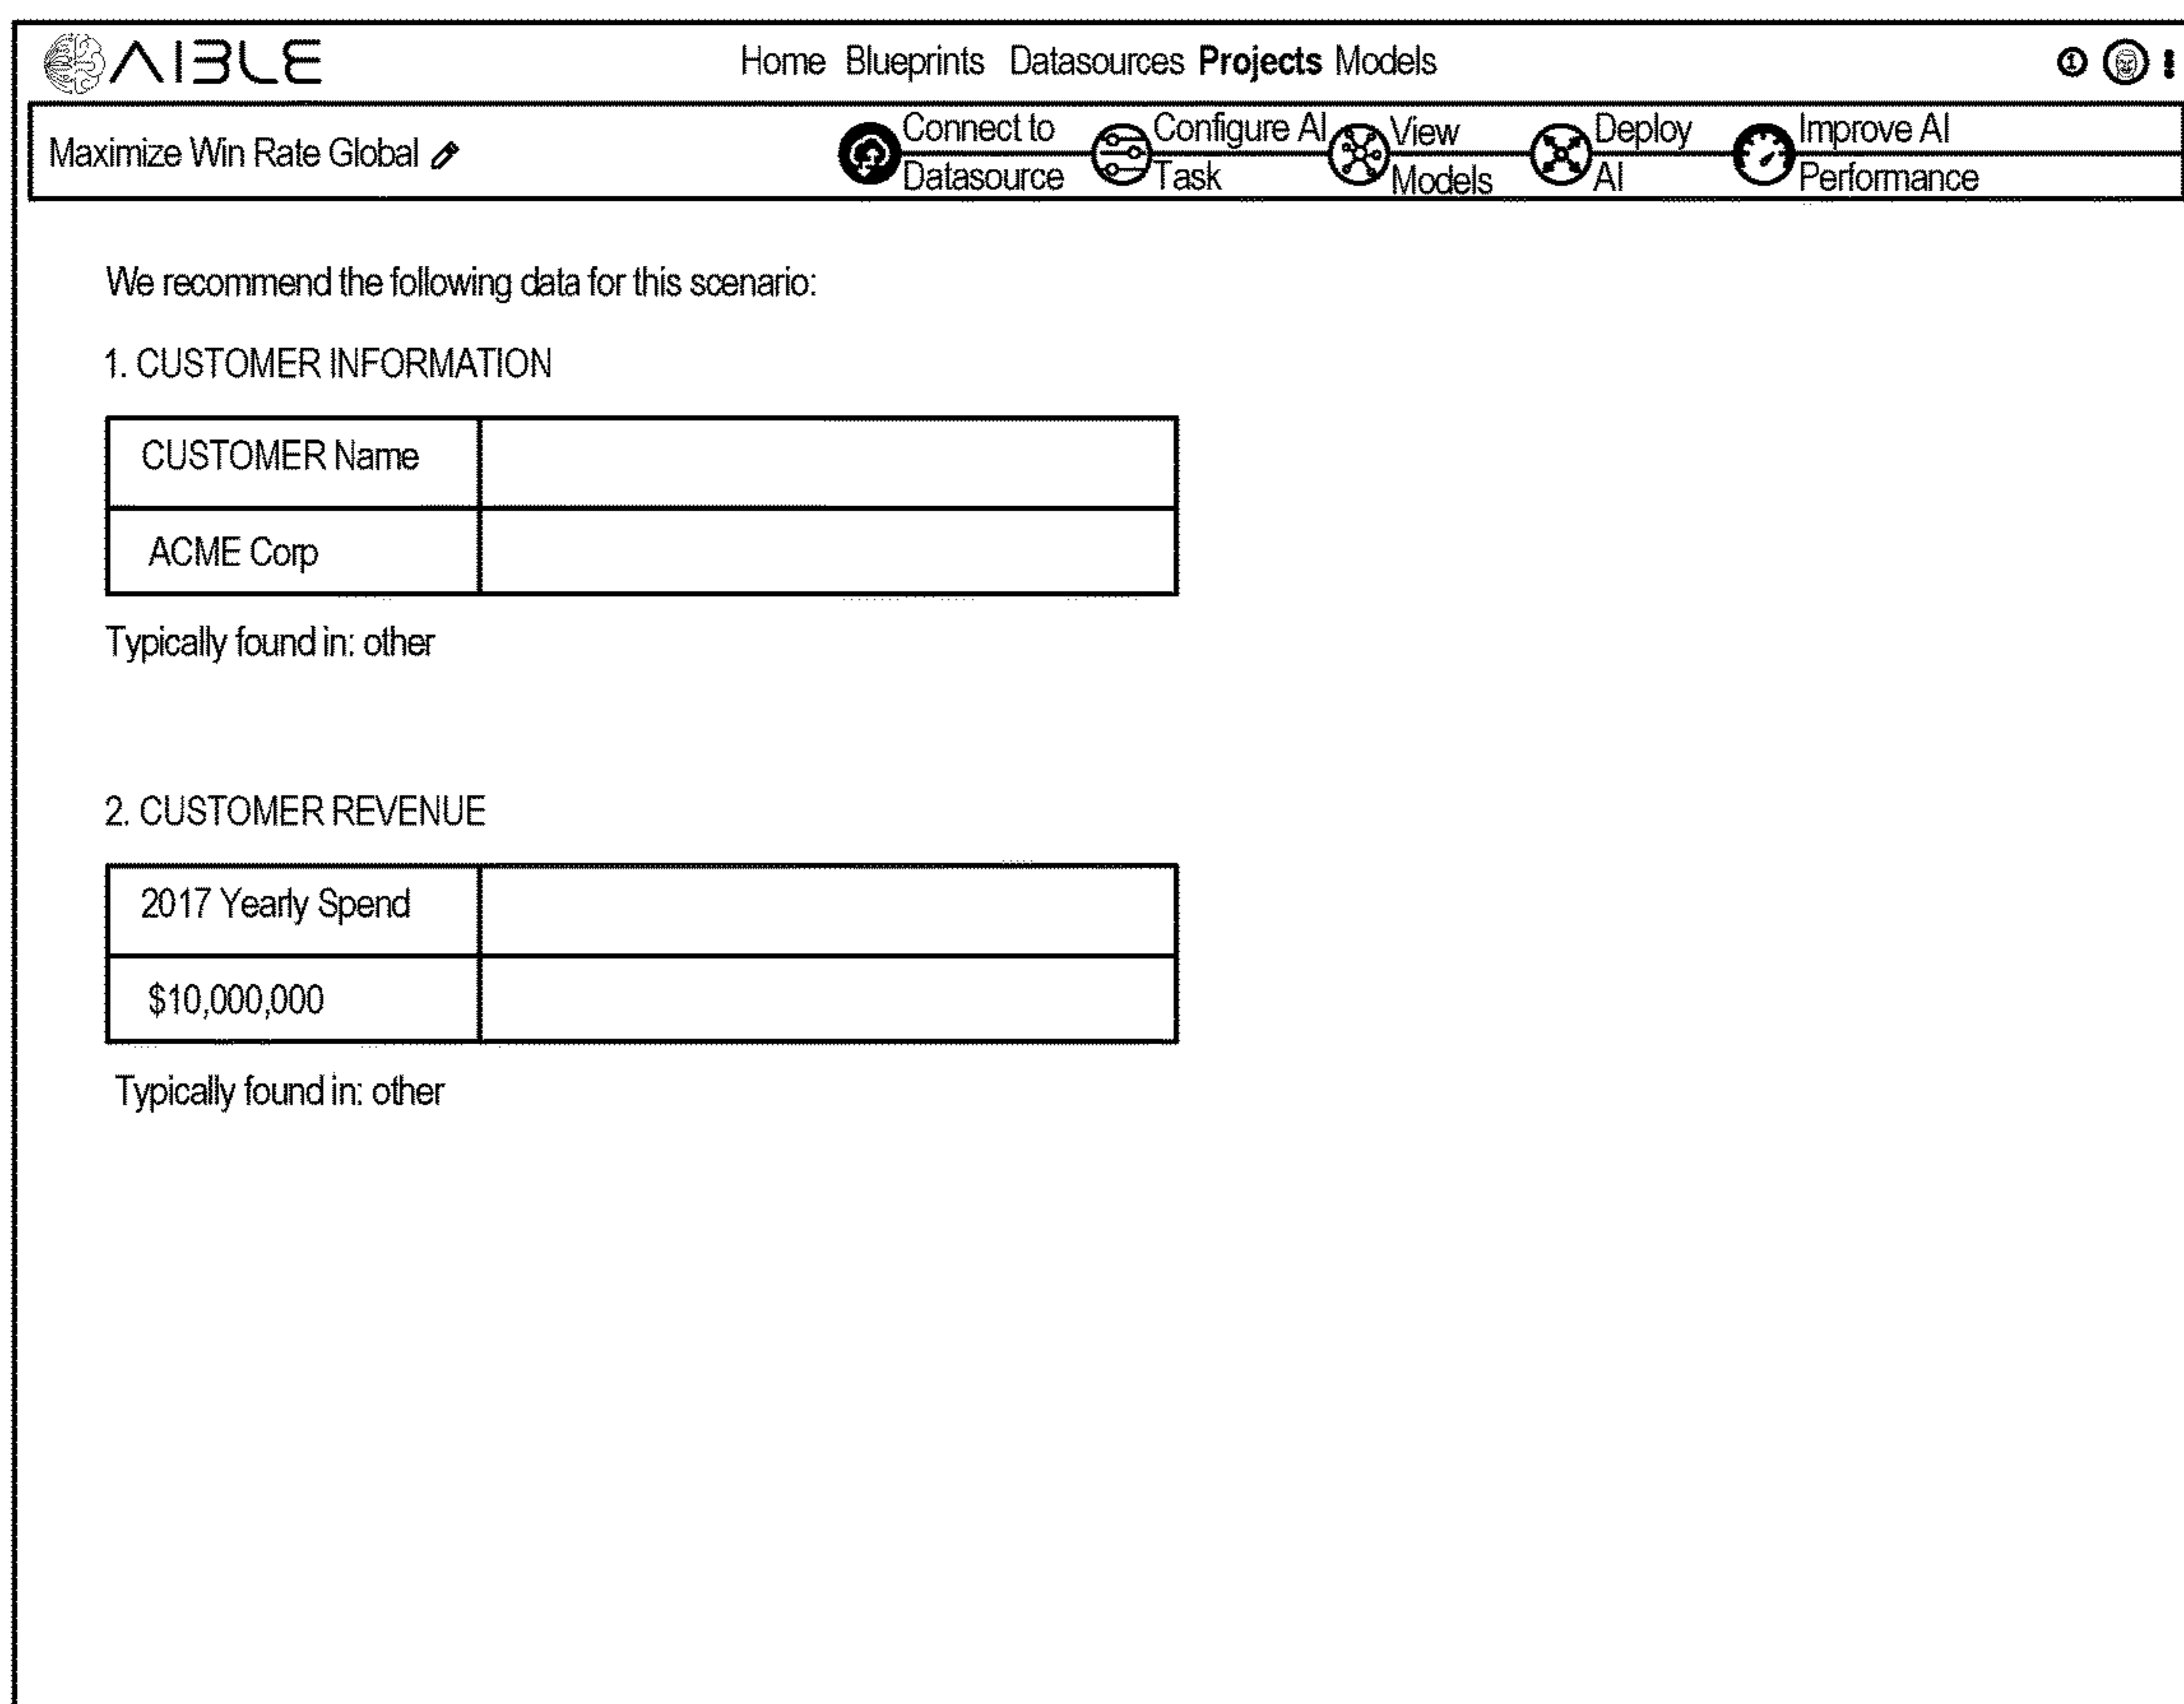 AIBLE
Home Blueprints Datasources Projects Models
Maximize Win Rate Global
Connect to
Datasource
Configure AI
Task
View
Models
Deploy
AI
Improve AI
Performance
We recommend the following data for this scenario:
1. CUSTOMER INFORMATION
CUSTOMER Name
ACME Corp
Typically found in: other
2. CUSTOMER REVENUE
2017 Yearly Spend
$10,000,000
Typically found in: other